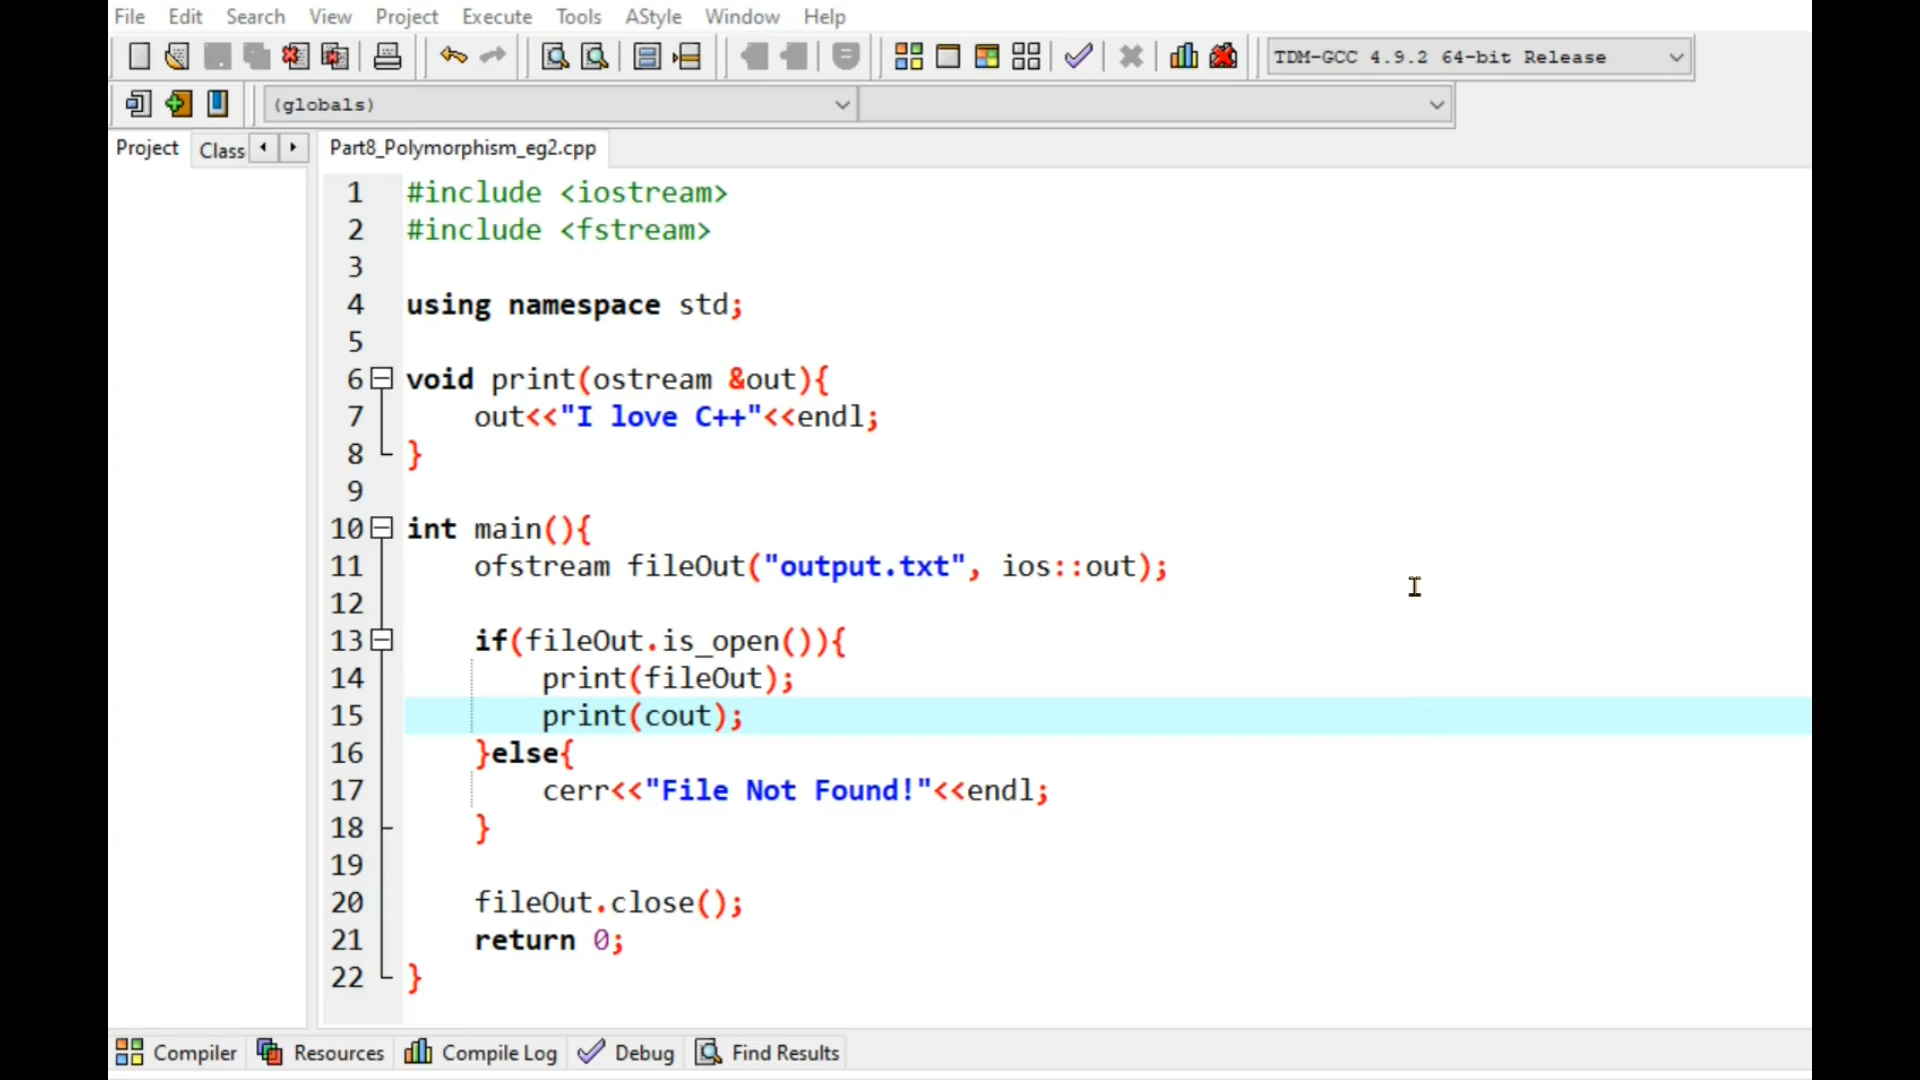 File Edit Search View Project Execute Tools AStyle Window Help
TDM-GCC 4.9.2 64-bit Release
(globals)
Project Class Part8_Polymorphism_eg2.cpp
1 #include <iostream>
2 #include <fstream>
3
4 using namespace std;
5
6 void print(ostream &out){
7 out<<"I love C++"<<endl;
8 }
9
10 int main(){
11 ofstream fileOut("output.txt", ios::out);
12
13 if(fileOut.is_open()){
14 print(fileOut);
15 print(cout);
16 }else{
17 cerr<<"File Not Found!"<<endl;
18 }
19
20 fileOut.close();
21 return 0;
22 }
Compiler Resources Compile Log Debug Find Results